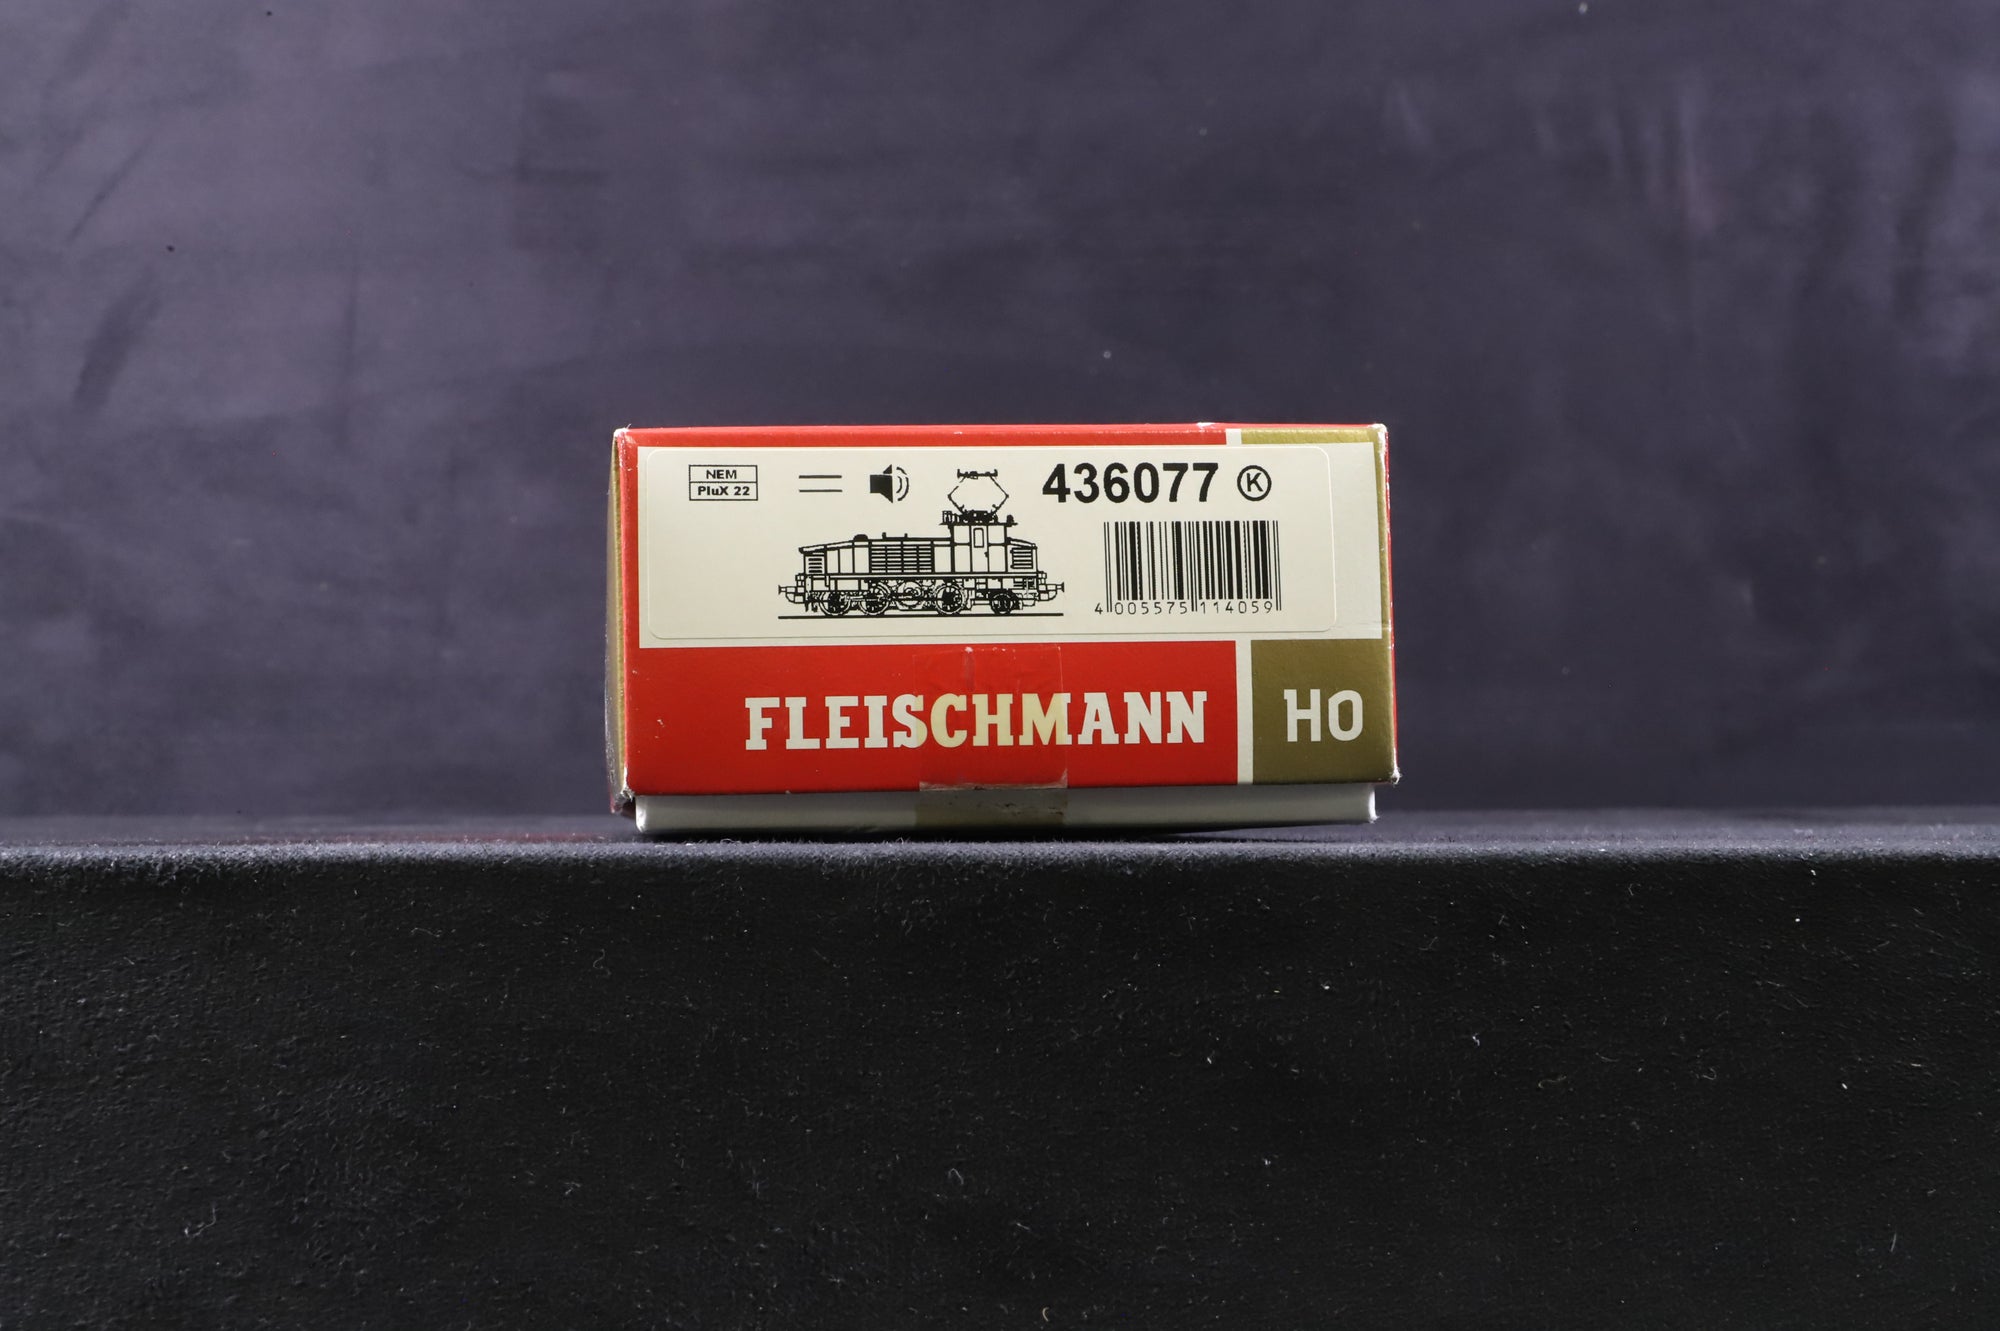 NEM
PluX 22
436077 K
4 005575 114059
FLEISCHMANN HO